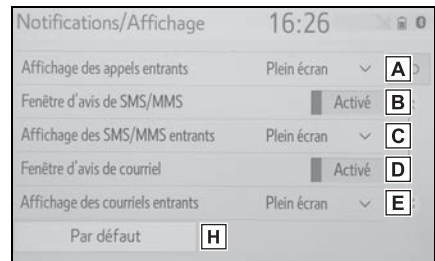 Notifications/Affichage 16:26
Affichage des appels entrants Plein écran A
Fenêtre d'avis de SMS/MMS Activé B
Affichage des SMS/MMS entrants Plein écran C
Fenêtre d'avis de courriel Activé D
Affichage des courriels entrants Plein écran E
Par défaut H